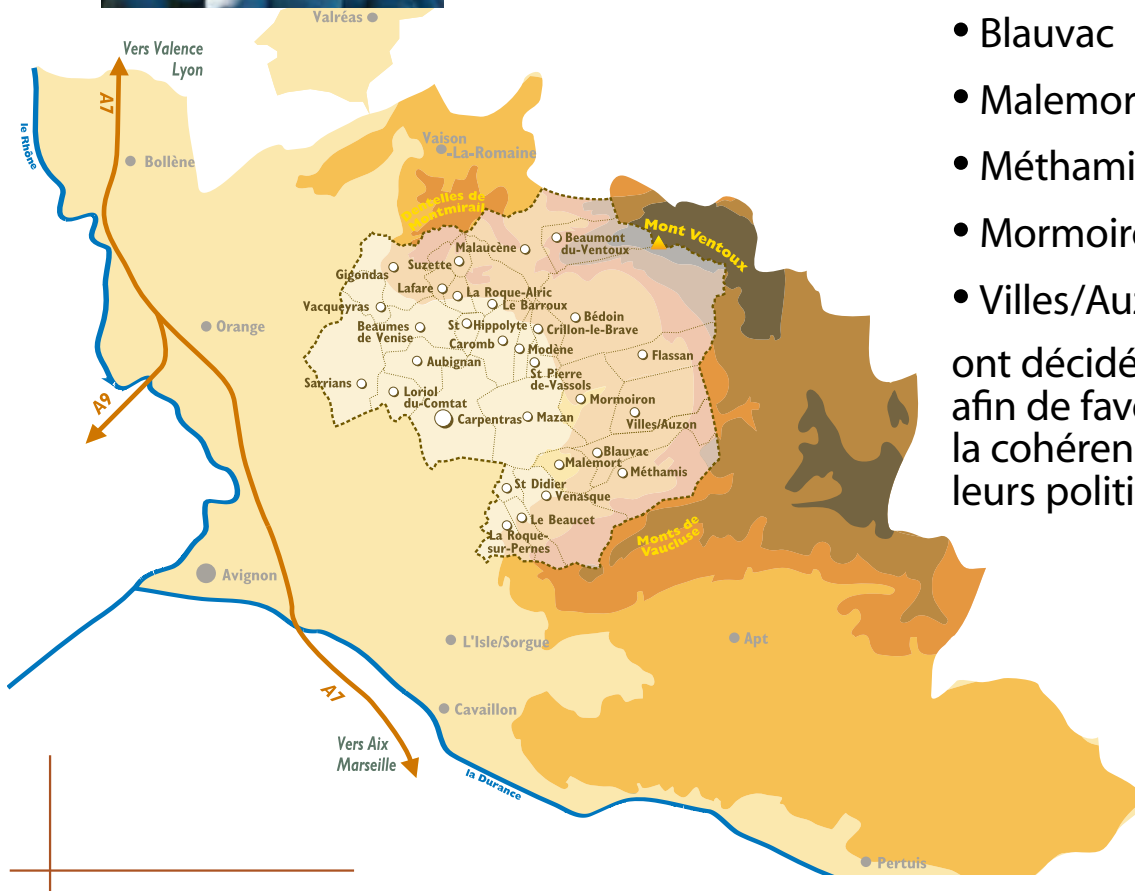 Valréas
Vers Valence
Lyon
A7
le Rhône
Bollène
Vaison
-La-Romaine
Dentelles de
Montmirail
Mont Ventoux
Beaumont
du-Ventoux
Malaucène
Suzette
Gigondas
Lafare
La Roque-Alric
Le Barroux
Vacqueyras
Orange
Beaumes
de Venise
St Hippolyte
Bédoin
Crillon-le-Brave
Caromb
Modène
Flassan
Aubignan
St Pierre
de-Vassols
Sarrians
Loriol
du-Comtat
Mormoiron
A9
Carpentras
Mazan
Villes/Auzon
Blauvac
Malemort
Méthamis
St Didier
Venasque
Le Beaucet
La Roque-
sur-Pernes
Monts de
Vaucluse
Avignon
L'Isle/Sorgue
Apt
A7
Cavaillon
Vers Aix
Marseille
la Durance
Pertuis
• Blauvac
• Malemor
• Méthami
• Mormoir
• Villes/Auz
ont décidé
afin de fav
la cohéren
leurs politi